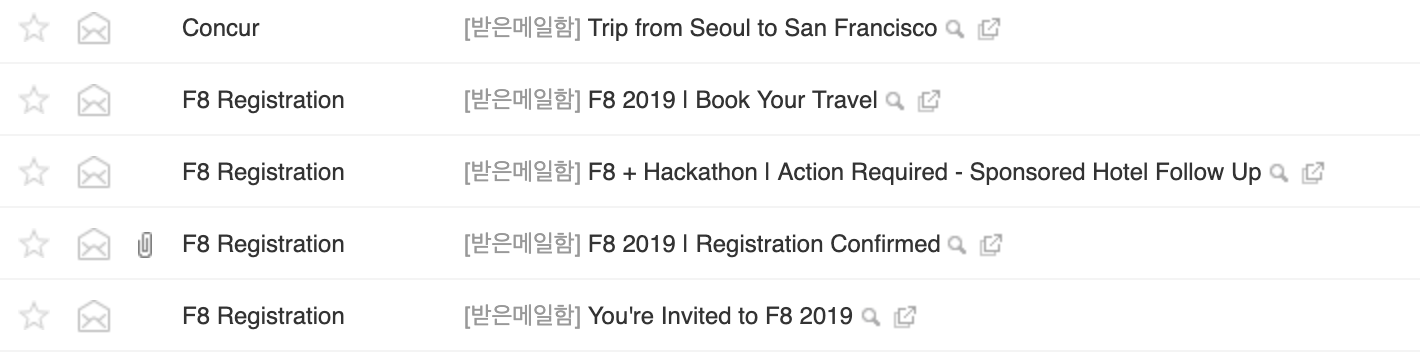 Concur [받은메일함] Trip from Seoul to San Francisco
F8 Registration [받은메일함] F8 2019 | Book Your Travel
F8 Registration [받은메일함] F8 + Hackathon | Action Required - Sponsored Hotel Follow Up
F8 Registration [받은메일함] F8 2019 | Registration Confirmed
F8 Registration [받은메일함] You're Invited to F8 2019